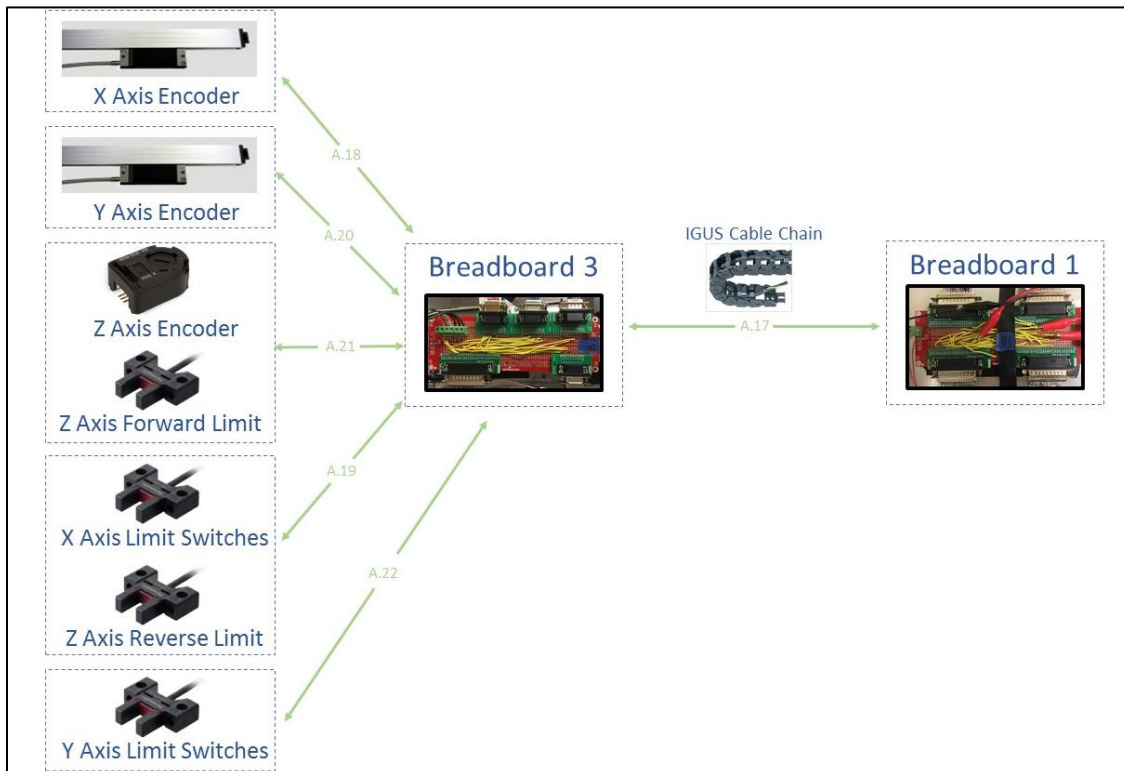 X Axis Encoder
A.18
Y Axis Encoder
A.20
IGUS Cable Chain
Breadboard 3
Breadboard 1
Z Axis Encoder
A.21
A.17
Z Axis Forward Limit
A.19
X Axis Limit Switches
A.22
Z Axis Reverse Limit
Y Axis Limit Switches